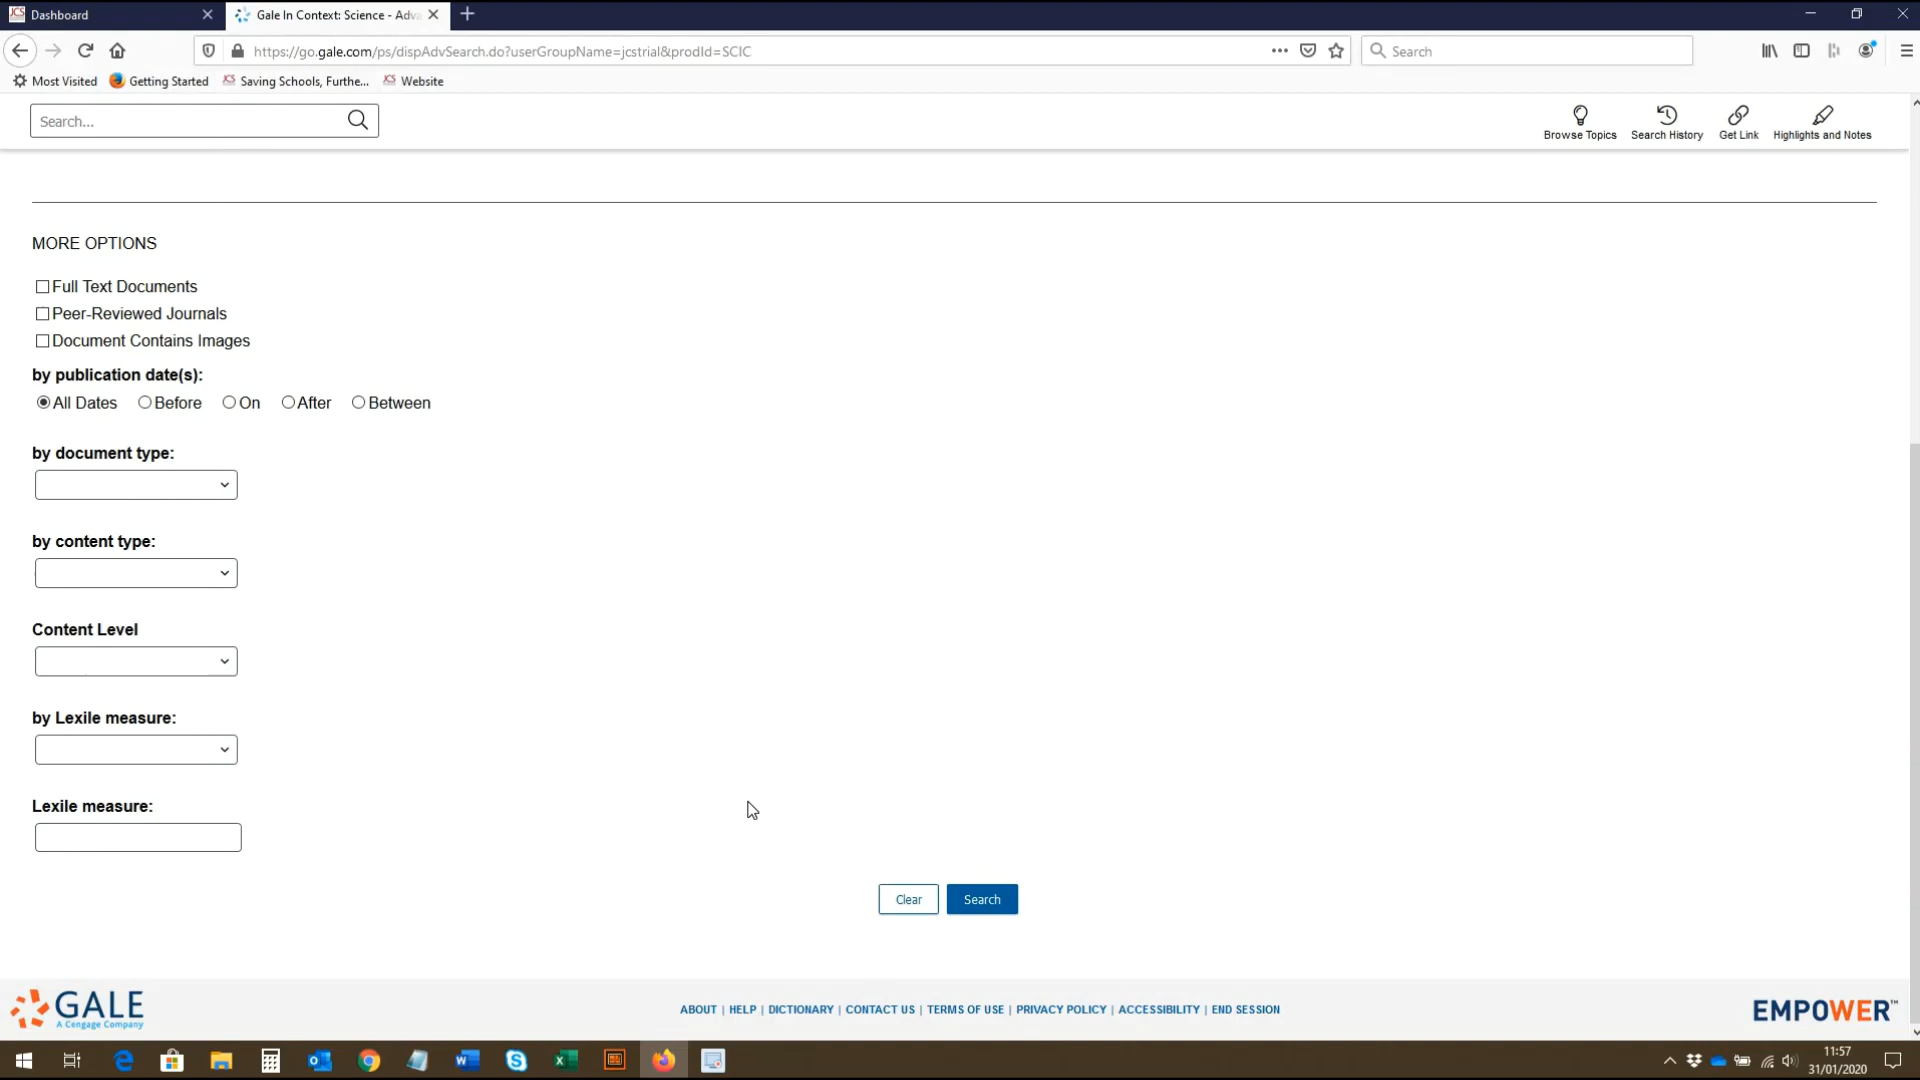 Dashboard
Gale In Context: Science - Adva
https://go.gale.com/ps/dispAdvSearch.do?userGroupName=jcstrial&prodId=SCIC
Search
Most Visited
Getting Started
JCS Saving Schools, Furthe...
JCS Website
Search...
Browse Topics
Search History
Get Link
Highlights and Notes
MORE OPTIONS
Full Text Documents
Peer-Reviewed Journals
Document Contains Images
by publication date(s):
All Dates Before On After Between
by document type:
by content type:
Content Level
by Lexile measure:
Lexile measure:
Clear
Search
GALE
A Cengage Company
ABOUT | HELP | DICTIONARY | CONTACT US | TERMS OF USE | PRIVACY POLICY | ACCESSIBILITY | END SESSION
EMPOWER™
11:57
31/01/2020